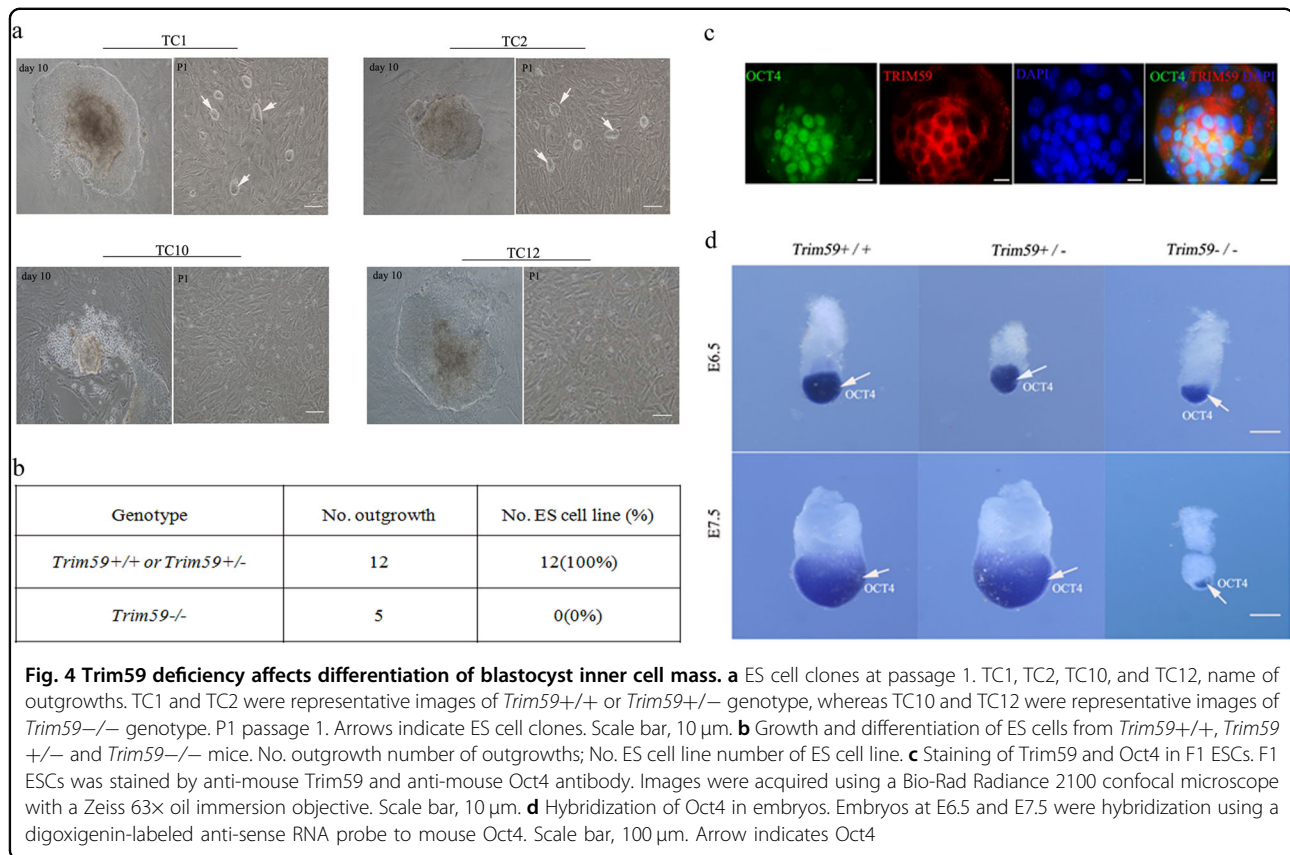 a
TC1
TC2
day 10
P1
day 10
P1
TC10
TC12
day 10
P1
day 10
P1
b
Genotype
No. outgrowth
No. ES cell line (%)
Trim59+/+ or Trim59+/-
12
12(100%)
Trim59-/-
5
0(0%)
c
OCT4
TRIM59
DAPI
OCT4 TRIM59 DAPI
d
Trim59+/+
Trim59+/-
Trim59-/-
E6.5
OCT4
OCT4
OCT4
E7.5
OCT4
OCT4
OCT4
Fig. 4 Trim59 deficiency affects differentiation of blastocyst inner cell mass. a ES cell clones at passage 1. TC1, TC2, TC10, and TC12, name of
outgrowths. TC1 and TC2 were representative images of Trim59+/+ or Trim59+/− genotype, whereas TC10 and TC12 were representative images of
Trim59−/− genotype. P1 passage 1. Arrows indicate ES cell clones. Scale bar, 10 μm. b Growth and differentiation of ES cells from Trim59+/+, Trim59
+/− and Trim59−/− mice. No. outgrowth number of outgrowths; No. ES cell line number of ES cell line. c Staining of Trim59 and Oct4 in F1 ESCs. F1
ESCs was stained by anti-mouse Trim59 and anti-mouse Oct4 antibody. Images were acquired using a Bio-Rad Radiance 2100 confocal microscope
with a Zeiss 63× oil immersion objective. Scale bar, 10 μm. d Hybridization of Oct4 in embryos. Embryos at E6.5 and E7.5 were hybridization using a
digoxigenin-labeled anti-sense RNA probe to mouse Oct4. Scale bar, 100 μm. Arrow indicates Oct4